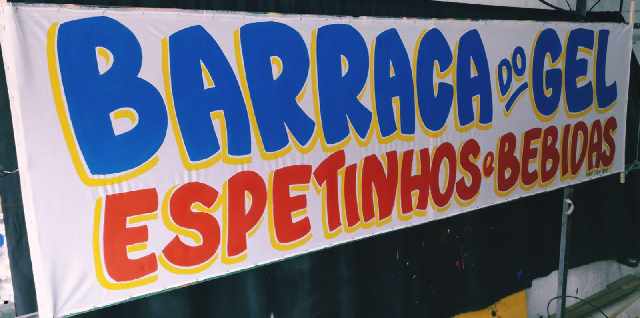 BARRACA DO GEL
ESPETINHOS e BEBIDAS